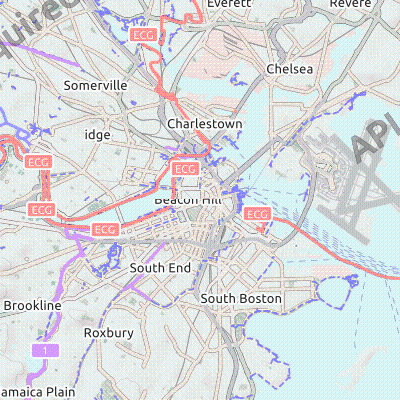 Everett
Revere
ECG
Chelsea
Somerville
Charlestown
idge
API
ECG
ECG
Beacon Hill
ECG
ECG
ECG
South End
South Boston
Brookline
Roxbury
1
amaica Plain